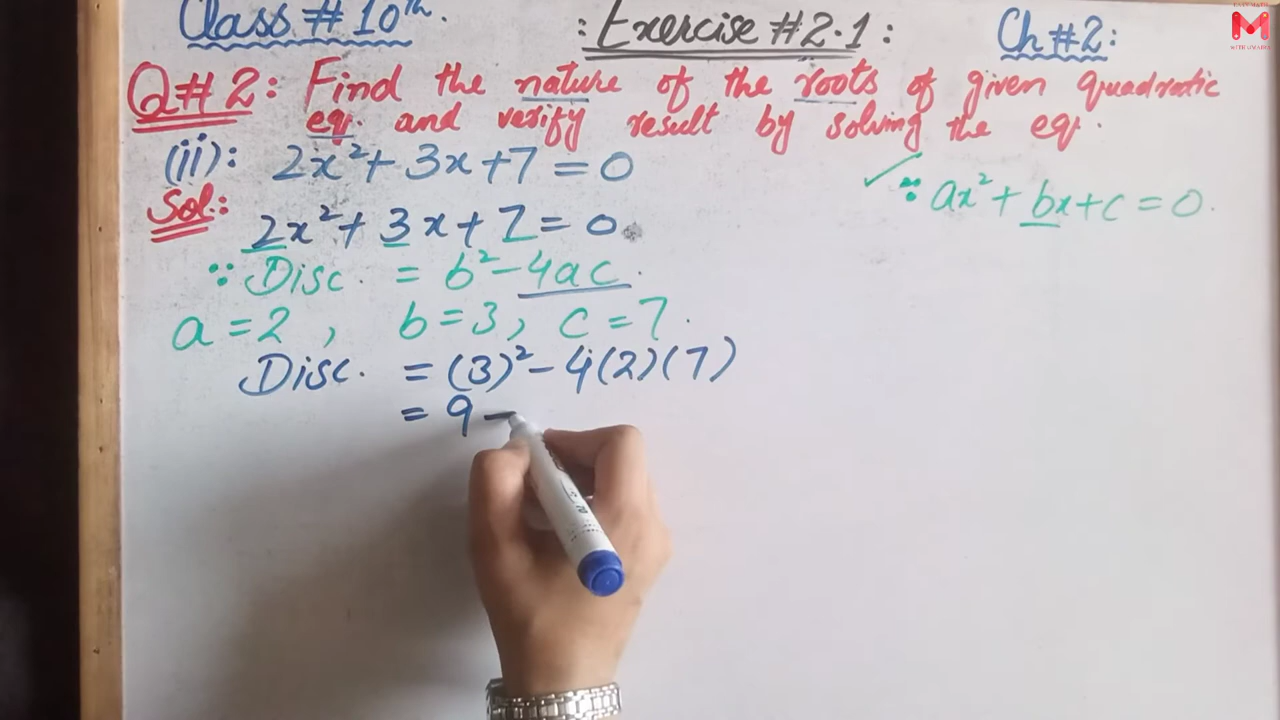 Class # 10th. : Exercise # 2.1 : Ch # 2:
Q # 2: Find the nature of the roots of given quadratic
eq. and verify result by solving the eq.
(ii): 2x² + 3x + 7 = 0
Sol:
∵ ax² + bx + c = 0.
2x² + 3x + 7 = 0
∵ Disc. = b² - 4ac.
a = 2, b = 3, c = 7.
Disc. = (3)² - 4(2)(7)
= 9 -